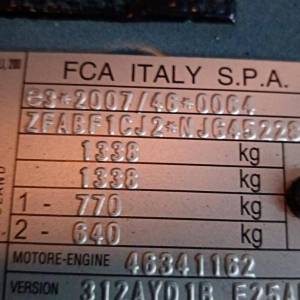 FCA ITALY S.P.A.
e3*2007/46*0064
ZFABF1CJ2*NJG45228
1338 kg
1338 kg
1 - 770 kg
2 - 640 kg
MOTORE-ENGINE 46341162
VERSION 312AYD1B F25A